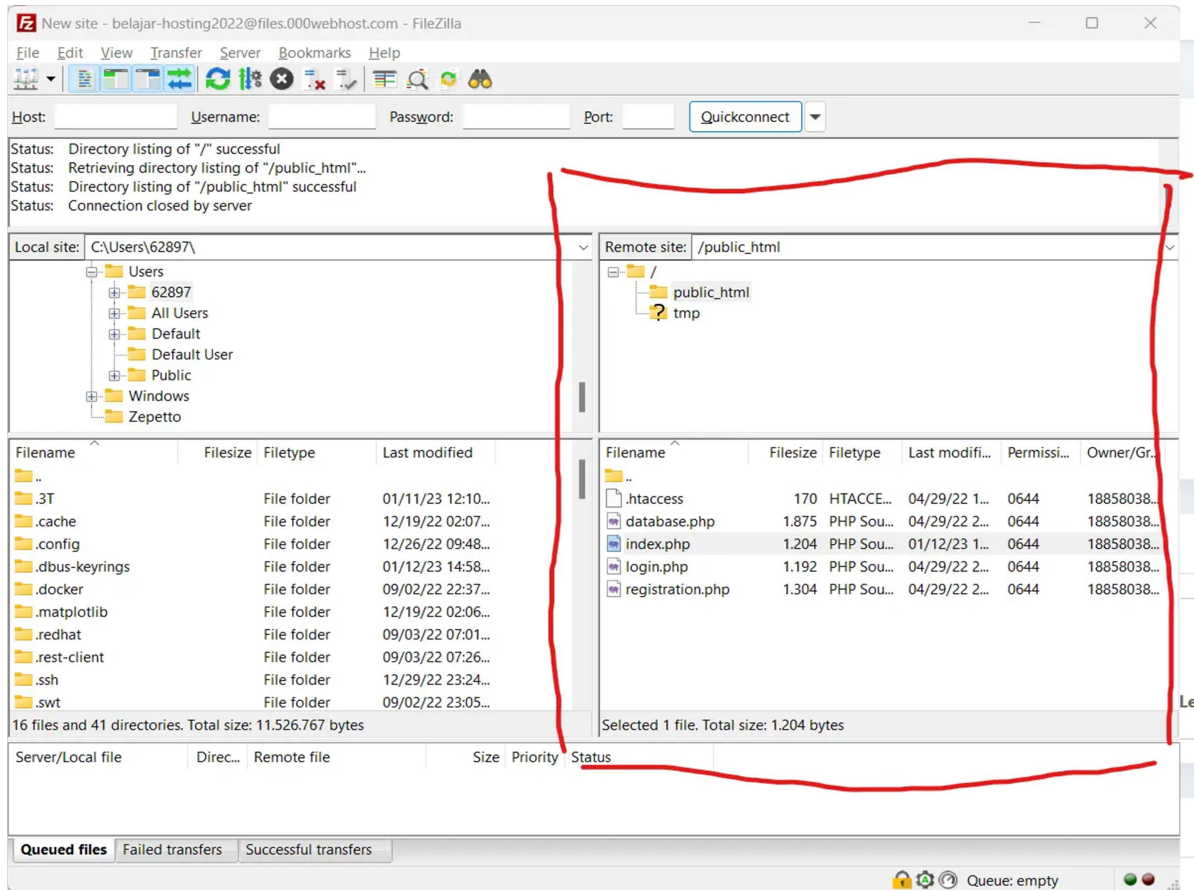 New site - belajar-hosting2022@files.000webhost.com - FileZilla
File Edit View Transfer Server Bookmarks Help
Host: Username: Password: Port: Quickconnect
Status: Directory listing of "/" successful
Status: Retrieving directory listing of "/public_html"...
Status: Directory listing of "/public_html" successful
Status: Connection closed by server
Local site: C:\Users\62897\
Users
62897
All Users
Default
Default User
Public
Windows
Zepetto
Remote site: /public_html
/
public_html
? tmp
Filename Filesize Filetype Last modified
..
.3T File folder 01/11/23 12:10...
.cache File folder 12/19/22 02:07...
.config File folder 12/26/22 09:48...
.dbus-keyrings File folder 01/12/23 14:58...
.docker File folder 09/02/22 22:37...
.matplotlib File folder 12/19/22 02:06...
.redhat File folder 09/03/22 07:01...
.rest-client File folder 09/03/22 07:26...
.ssh File folder 12/29/22 23:24...
.swt File folder 09/02/22 23:05...
16 files and 41 directories. Total size: 11.526.767 bytes
Filename Filesize Filetype Last modifi... Permissi... Owner/Gr...
..
.htaccess 170 HTACCE... 04/29/22 1... 0644 18858038...
database.php 1.875 PHP Sou... 04/29/22 2... 0644 18858038...
index.php 1.204 PHP Sou... 01/12/23 1... 0644 18858038...
login.php 1.192 PHP Sou... 04/29/22 2... 0644 18858038...
registration.php 1.304 PHP Sou... 04/29/22 2... 0644 18858038...
Selected 1 file. Total size: 1.204 bytes
Le
Server/Local file Direc... Remote file Size Priority Status
Queued files Failed transfers Successful transfers
Queue: empty